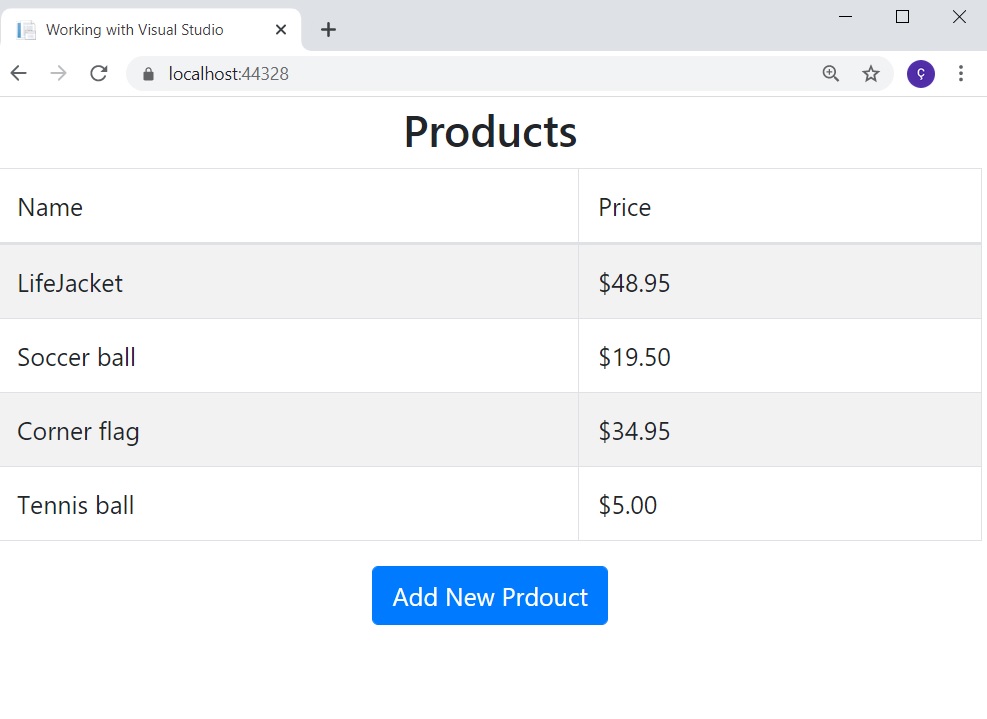 Working with Visual Studio
localhost:44328
ç
Products
Name Price
LifeJacket $48.95
Soccer ball $19.50
Corner flag $34.95
Tennis ball $5.00
Add New Prdouct